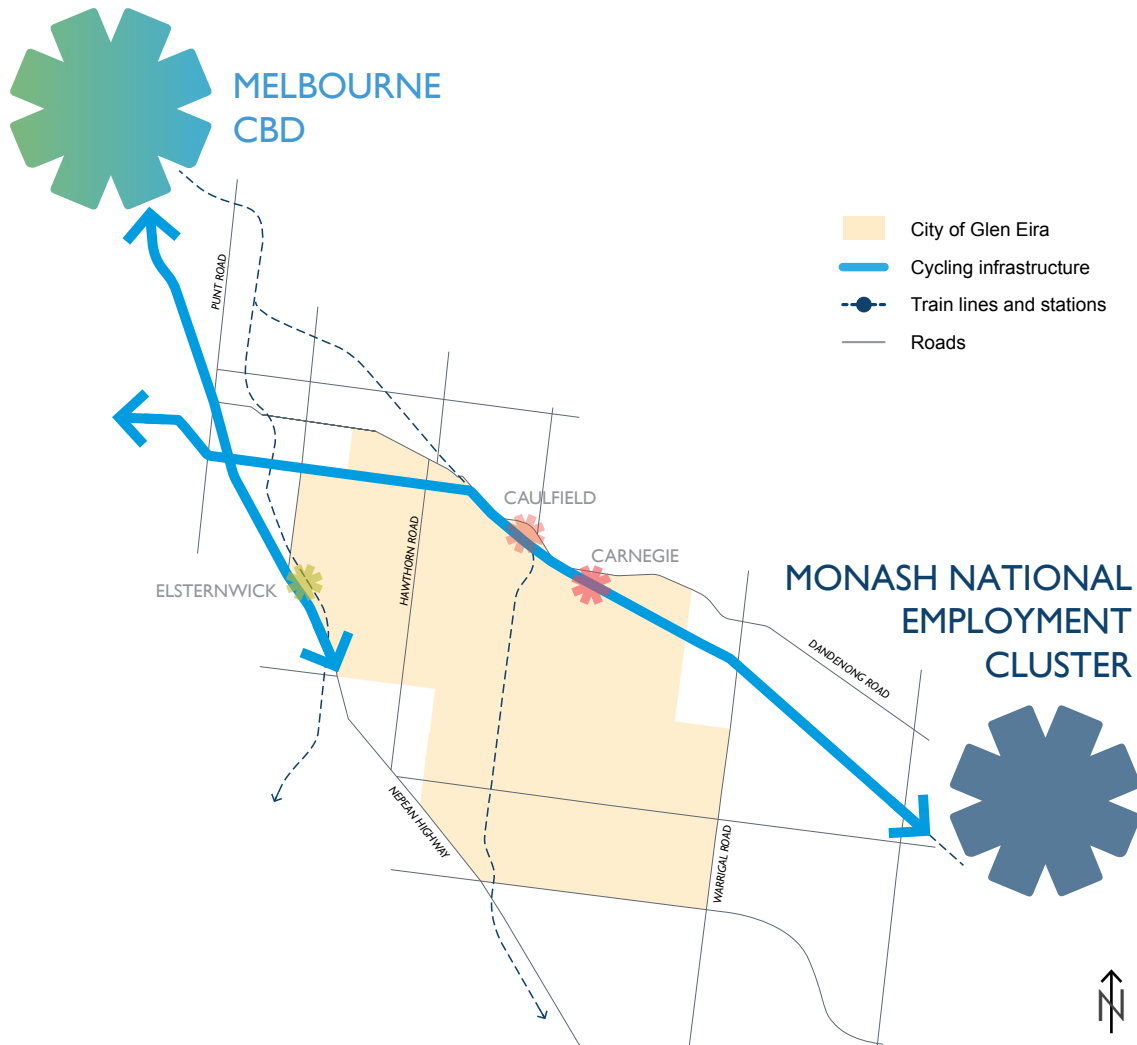 MELBOURNE
CBD
City of Glen Eira
Cycling infrastructure
Train lines and stations
Roads
PUNT ROAD
CAULFIELD
HAWTHORN ROAD
CARNEGIE
ELSTERNWICK
MONASH NATIONAL
EMPLOYMENT
CLUSTER
DANDENONG ROAD
NEPEAN HIGHWAY
WARRIGAL ROAD
N